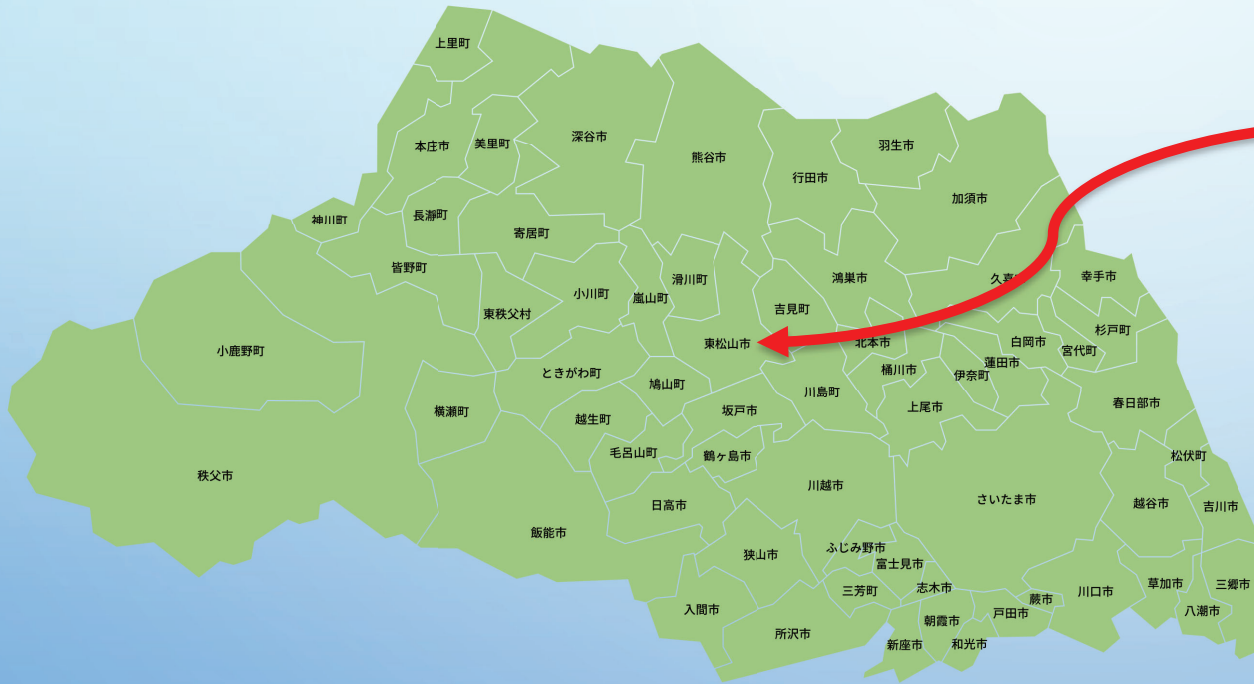 上里町
本庄市
美里町
深谷市
熊谷市
行田市
羽生市
加須市
神川町
長瀞町
寄居町
皆野町
東秩父村
小川町
嵐山町
滑川町
吉見町
鴻巣市
久喜市
幸手市
小鹿野町
ときがわ町
東松山市
北本市
白岡市
宮代町
杉戸町
横瀬町
鳩山町
川島町
桶川市
伊奈町
蓮田市
越生町
坂戸市
上尾市
春日部市
秩父市
毛呂山町
鶴ヶ島市
川越市
さいたま市
松伏町
越谷市
吉川市
飯能市
日高市
狭山市
ふじみ野市
富士見市
三芳町
志木市
川口市
草加市
三郷市
入間市
所沢市
朝霞市
戸田市
蕨市
八潮市
新座市
和光市